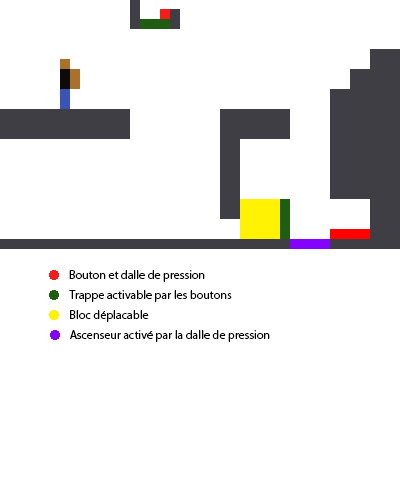 Bouton et dalle de pression
Trappe activable par les boutons
Bloc déplacable
Ascenseur activé par la dalle de pression